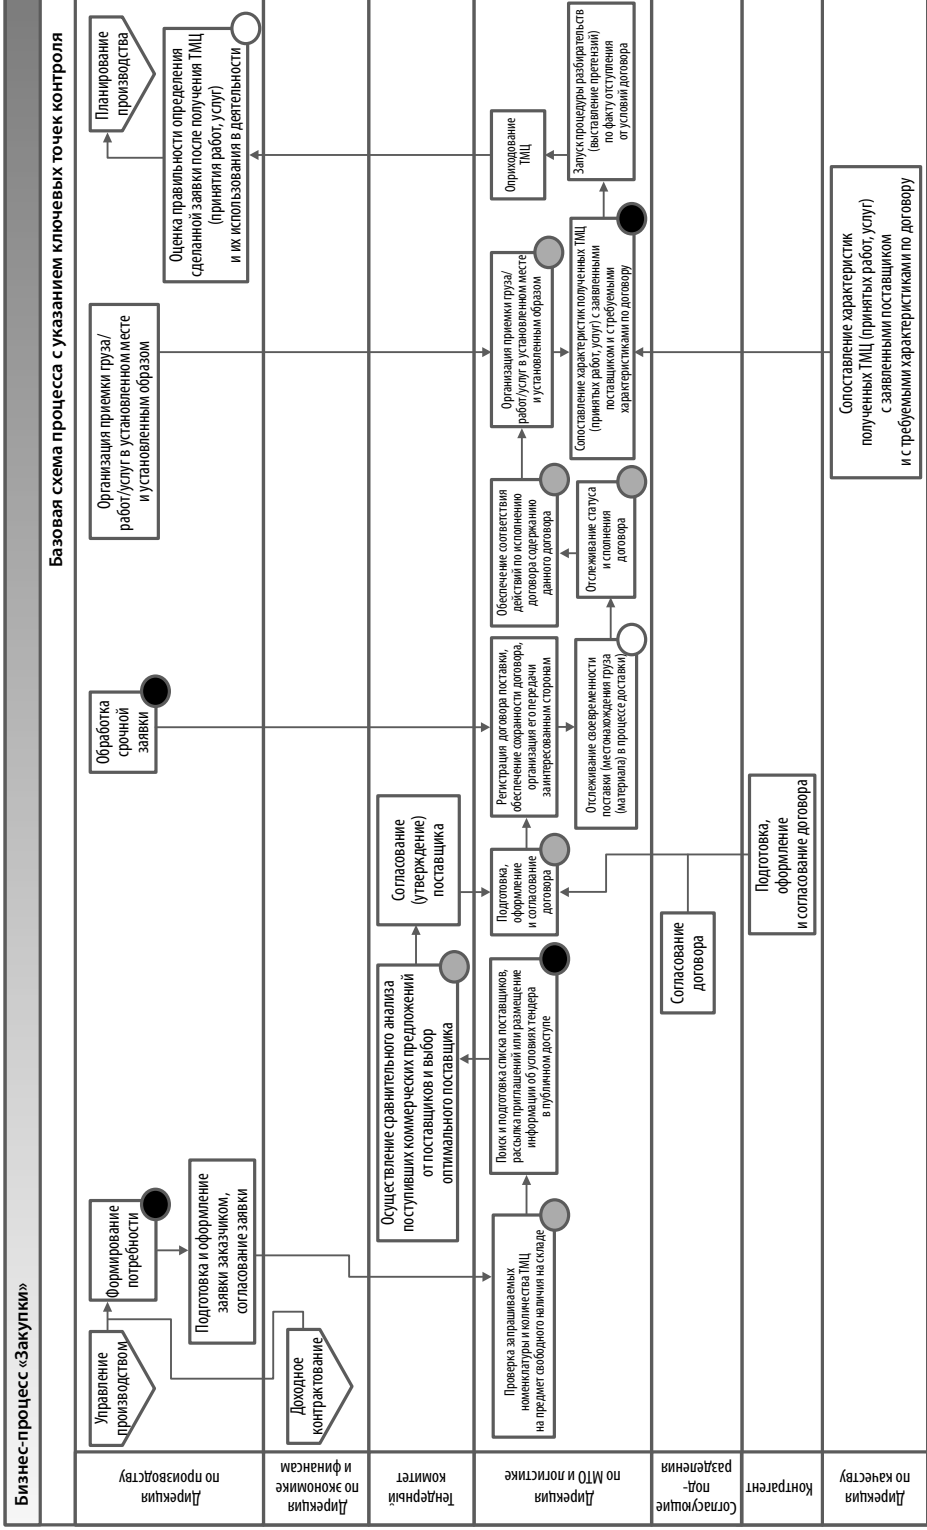 Бизнес-процесс «Закупки»
Базовая схема процесса с указанием ключевых точек контроля
Дирекция
по производству
Управление
производством
Формирование
потребности
Подготовка и оформление
заявки заказчиком,
согласование заявки
Обработка
срочной
заявки
Организация приемки груза/
работ/услуг в установленном месте
и установленным образом
Оценка правильности определения
сделанной заявки после получения ТМЦ
(принятия работ, услуг)
и их использования в деятельности
Планирование
производства
Дирекция
по экономике
и финансам
Доходное
контрактование
Тендерный
комитет
Осуществление сравнительного анализа
поступивших коммерческих предложений
от поставщиков и выбор
оптимального поставщика
Согласование
(утверждение)
поставщика
Дирекция
по МТО и логистике
Проверка запрашиваемых
номенклатуры и количества ТМЦ
на предмет свободного наличия на складе
Поиск и подготовка списка поставщиков,
рассылка приглашений или размещение
информации об условиях тендера
в публичном доступе
Подготовка,
оформление
и согласование
договора
Регистрация договора поставки,
обеспечение сохранности договора,
организация его передачи
заинтересованным сторонам
Отслеживание своевременности
поставки (местонахождения груза
(материала) в процессе доставки)
Обеспечение соответствия
действий по исполнению
договора содержанию
данного договора
Отслеживание статуса
и сполнения
договора
Организация приемки груза/
работ/услуг в установленном месте
и установленным образом
Сопоставление характеристик полученных ТМЦ
(принятых работ, услуг) с заявленными
поставщиком и с требуемыми
характеристиками по договору
Оприходование
ТМЦ
Запуск процедуры разбирательств
(выставление претензий)
по факту отступления
от условий договора
Согласующие
под-
разделения
Согласование
договора
Контрагент
Подготовка,
оформление
и согласование договора
Дирекция
по качеству
Сопоставление характеристик
полученных ТМЦ (принятых работ, услуг)
с заявленными поставщиком
и с требуемыми характеристиками по договору